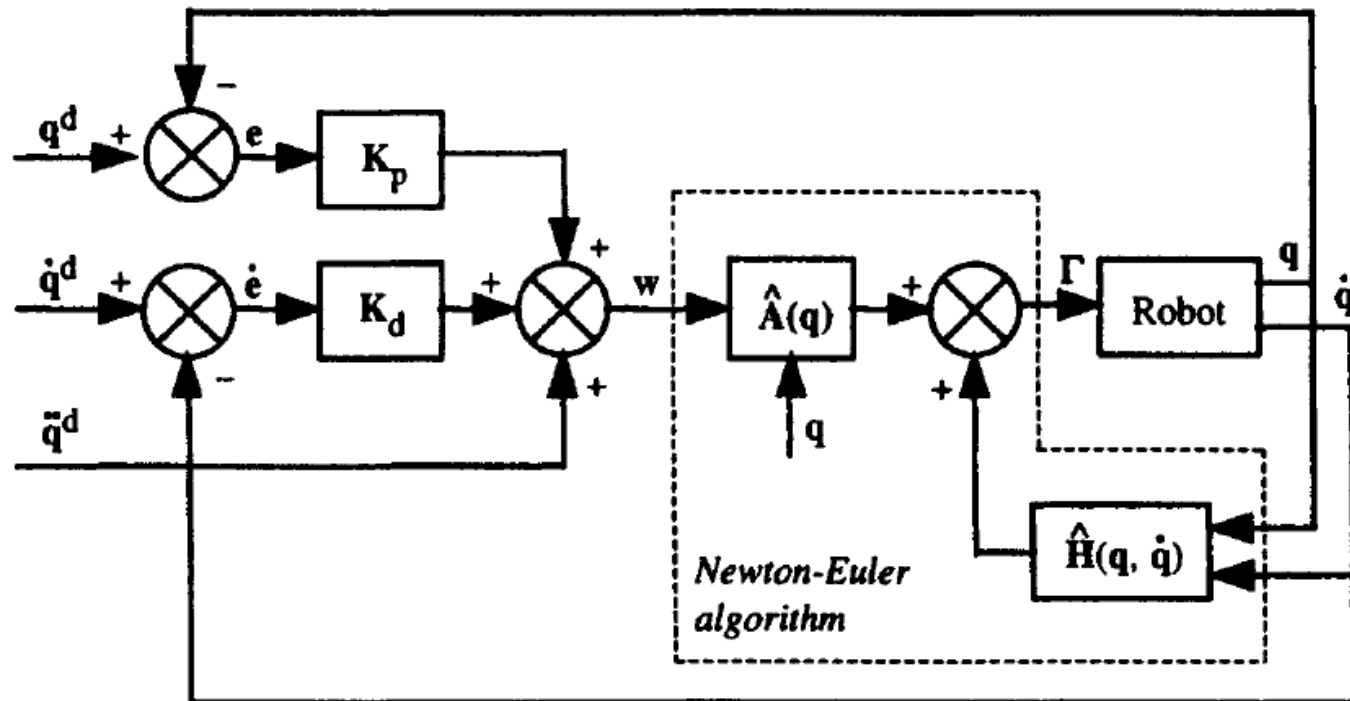 −
q^d + e K_p
+
q̇^d + ė K_d + w Â(q) + Γ Robot q q̇
− + +
q̈^d q
Ĥ(q, q̇)
Newton-Euler
algorithm